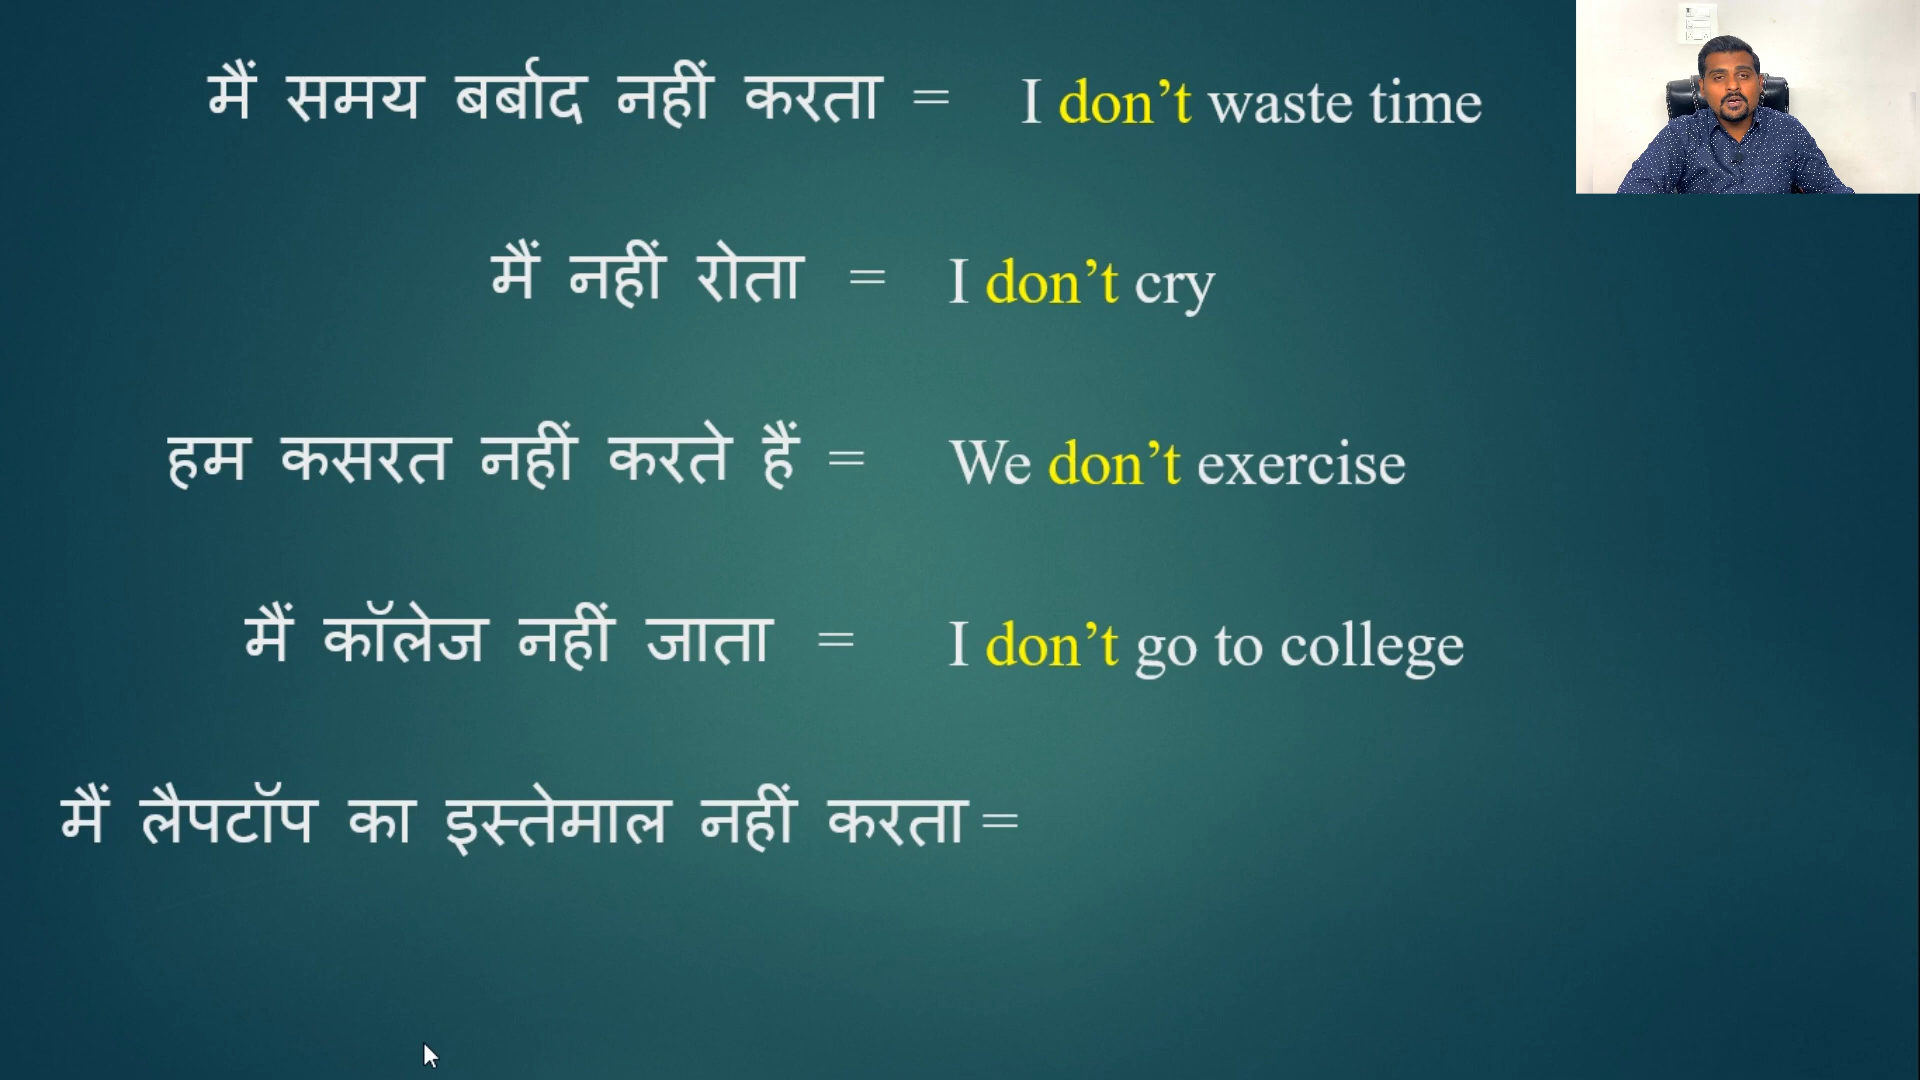 मैं समय बर्बाद नहीं करता = I don’t waste time
मैं नहीं रोता = I don’t cry
हम कसरत नहीं करते हैं = We don’t exercise
मैं कॉलेज नहीं जाता = I don’t go to college
मैं लैपटॉप का इस्तेमाल नहीं करता =